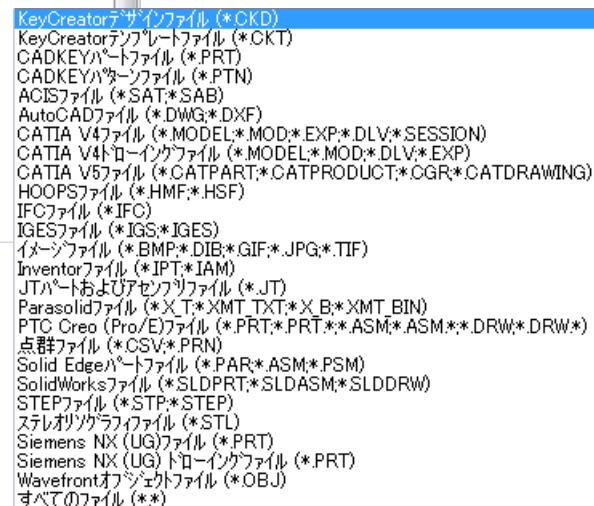 KeyCreatorﾃﾞｻﾞｲﾝﾌｧｲﾙ (*.CKD)
KeyCreatorﾃﾝﾌﾟﾚｰﾄﾌｧｲﾙ (*.CKT)
CADKEYﾊﾟｰﾄﾌｧｲﾙ (*.PRT)
CADKEYﾊﾟﾀｰﾝﾌｧｲﾙ (*.PTN)
ACISﾌｧｲﾙ (*.SAT;*.SAB)
AutoCADﾌｧｲﾙ (*.DWG;*.DXF)
CATIA V4ﾌｧｲﾙ (*.MODEL;*.MOD;*.EXP;*.DLV;*.SESSION)
CATIA V4ﾄﾞﾛｰｲﾝｸﾞﾌｧｲﾙ (*.MODEL;*.MOD;*.DLV;*.EXP)
CATIA V5ﾌｧｲﾙ (*.CATPART;*.CATPRODUCT;*.CGR;*.CATDRAWING)
HOOPSﾌｧｲﾙ (*.HMF;*.HSF)
IFCﾌｧｲﾙ (*.IFC)
IGESﾌｧｲﾙ (*.IGS;*.IGES)
ｲﾒｰｼﾞﾌｧｲﾙ (*.BMP;*.DIB;*.GIF;*.JPG;*.TIF)
Inventorﾌｧｲﾙ (*.IPT;*.IAM)
JTﾊﾟｰﾄおよびｱｾﾝﾌﾞﾘﾌｧｲﾙ (*.JT)
Parasolidﾌｧｲﾙ (*.X_T;*.XMT_TXT;*.X_B;*.XMT_BIN)
PTC Creo (Pro/E)ﾌｧｲﾙ (*.PRT;*.PRT.*;*.ASM;*.ASM.*;*.DRW;*.DRW.*)
点群ﾌｧｲﾙ (*.CSV;*.PRN)
Solid Edgeﾊﾟｰﾄﾌｧｲﾙ (*.PAR;*.ASM;*.PSM)
SolidWorksﾌｧｲﾙ (*.SLDPRT;*.SLDASM;*.SLDDRW)
STEPﾌｧｲﾙ (*.STP;*.STEP)
ｽﾃﾚｵﾘｿｸﾞﾗﾌｨﾌｧｲﾙ (*.STL)
Siemens NX (UG)ﾌｧｲﾙ (*.PRT)
Siemens NX (UG) ﾄﾞﾛｰｲﾝｸﾞﾌｧｲﾙ (*.PRT)
Wavefrontｵﾌﾞｼﾞｪｸﾄﾌｧｲﾙ (*.OBJ)
すべてのﾌｧｲﾙ (*.*)